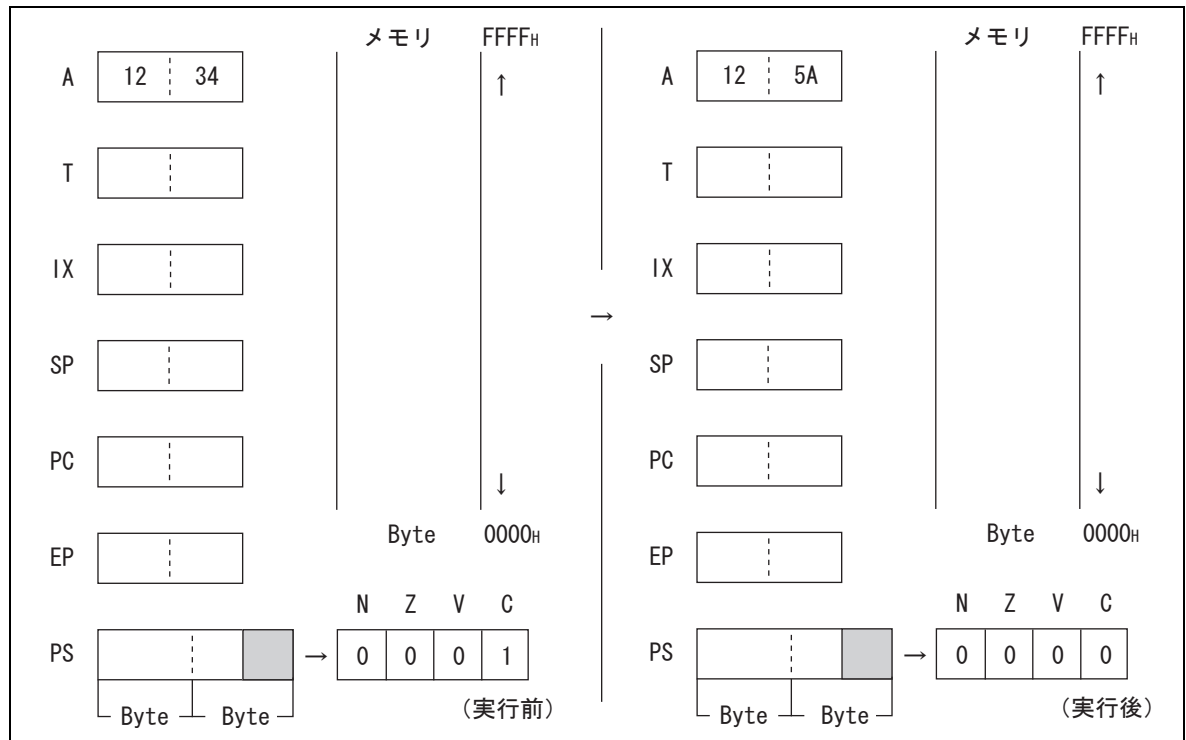 メモリ FFFFH
A 12 34
↑
T
IX
SP
PC
↓
Byte 0000H
EP
N Z V C
PS → 0 0 0 1
Byte Byte (実行前)
→
メモリ FFFFH
A 12 5A
↑
T
IX
SP
PC
↓
Byte 0000H
EP
N Z V C
PS → 0 0 0 0
Byte Byte (実行後)